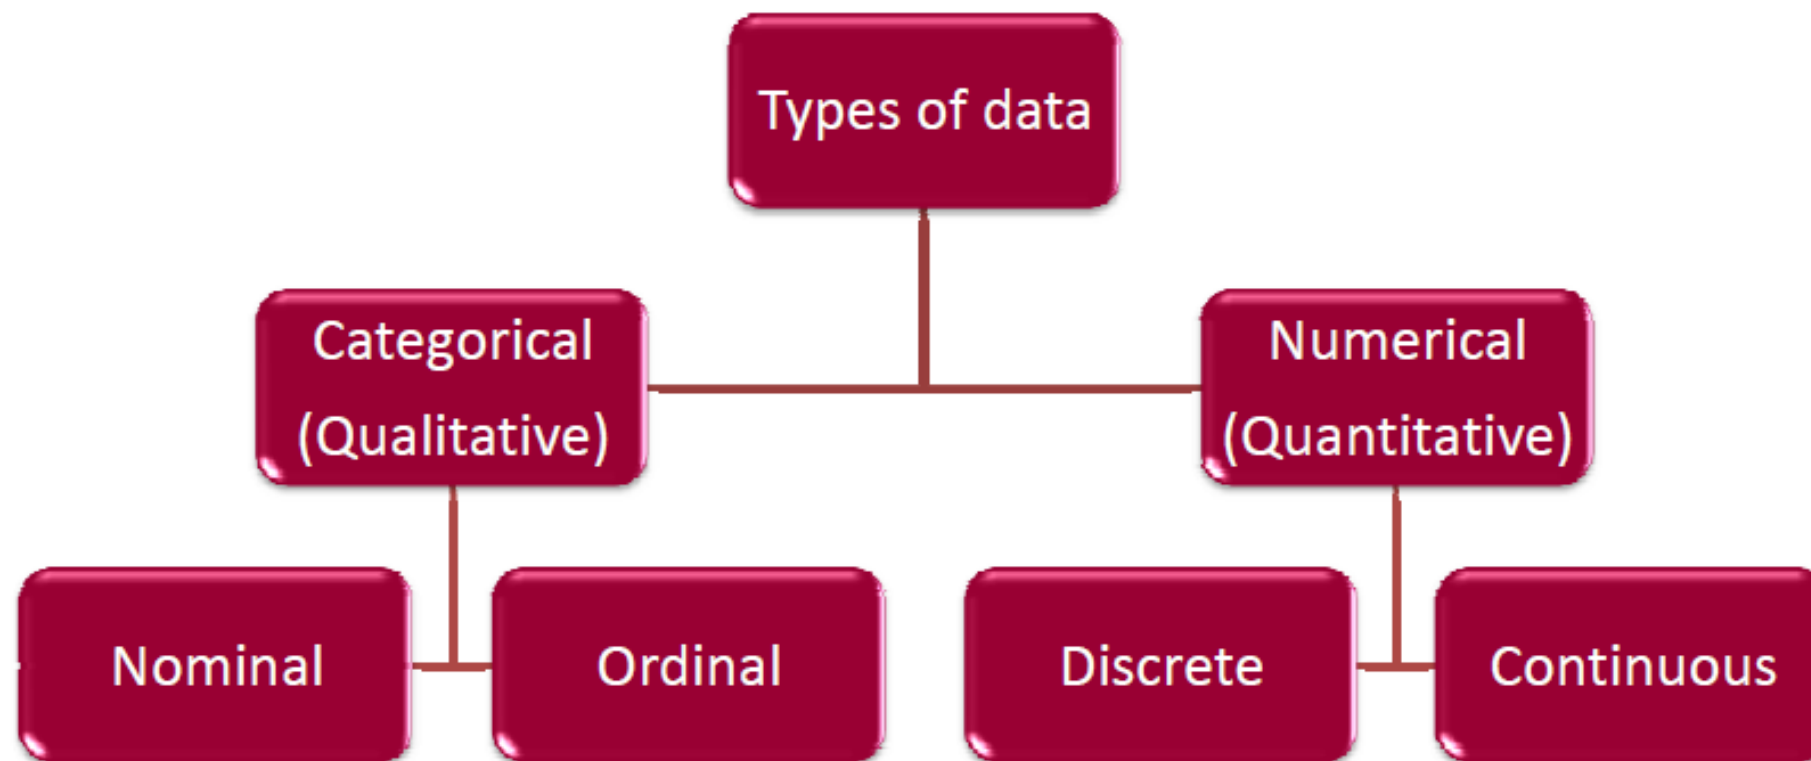 Types of data
Categorical
(Qualitative)
Numerical
(Quantitative)
Nominal
Ordinal
Discrete
Continuous